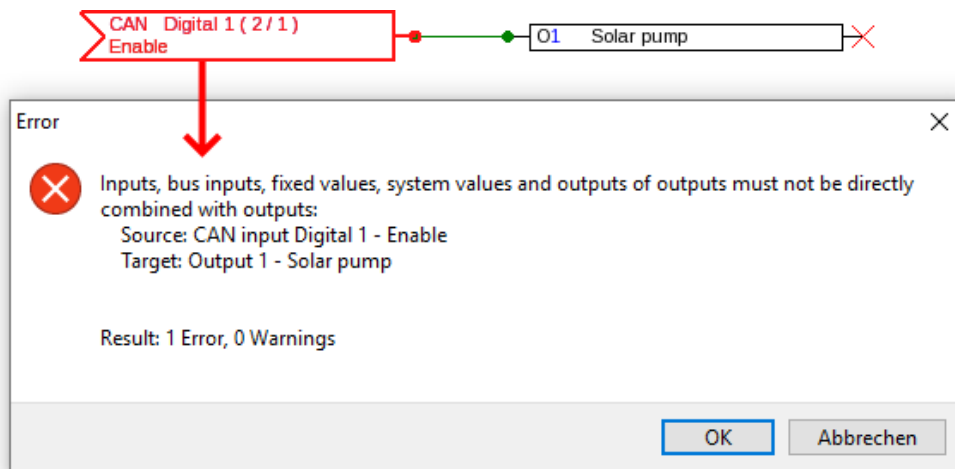 CAN Digital 1 ( 2 / 1 )
Enable
O1 Solar pump
Error
Inputs, bus inputs, fixed values, system values and outputs of outputs must not be directly
combined with outputs:
Source: CAN input Digital 1 - Enable
Target: Output 1 - Solar pump
Result: 1 Error, 0 Warnings
OK
Abbrechen